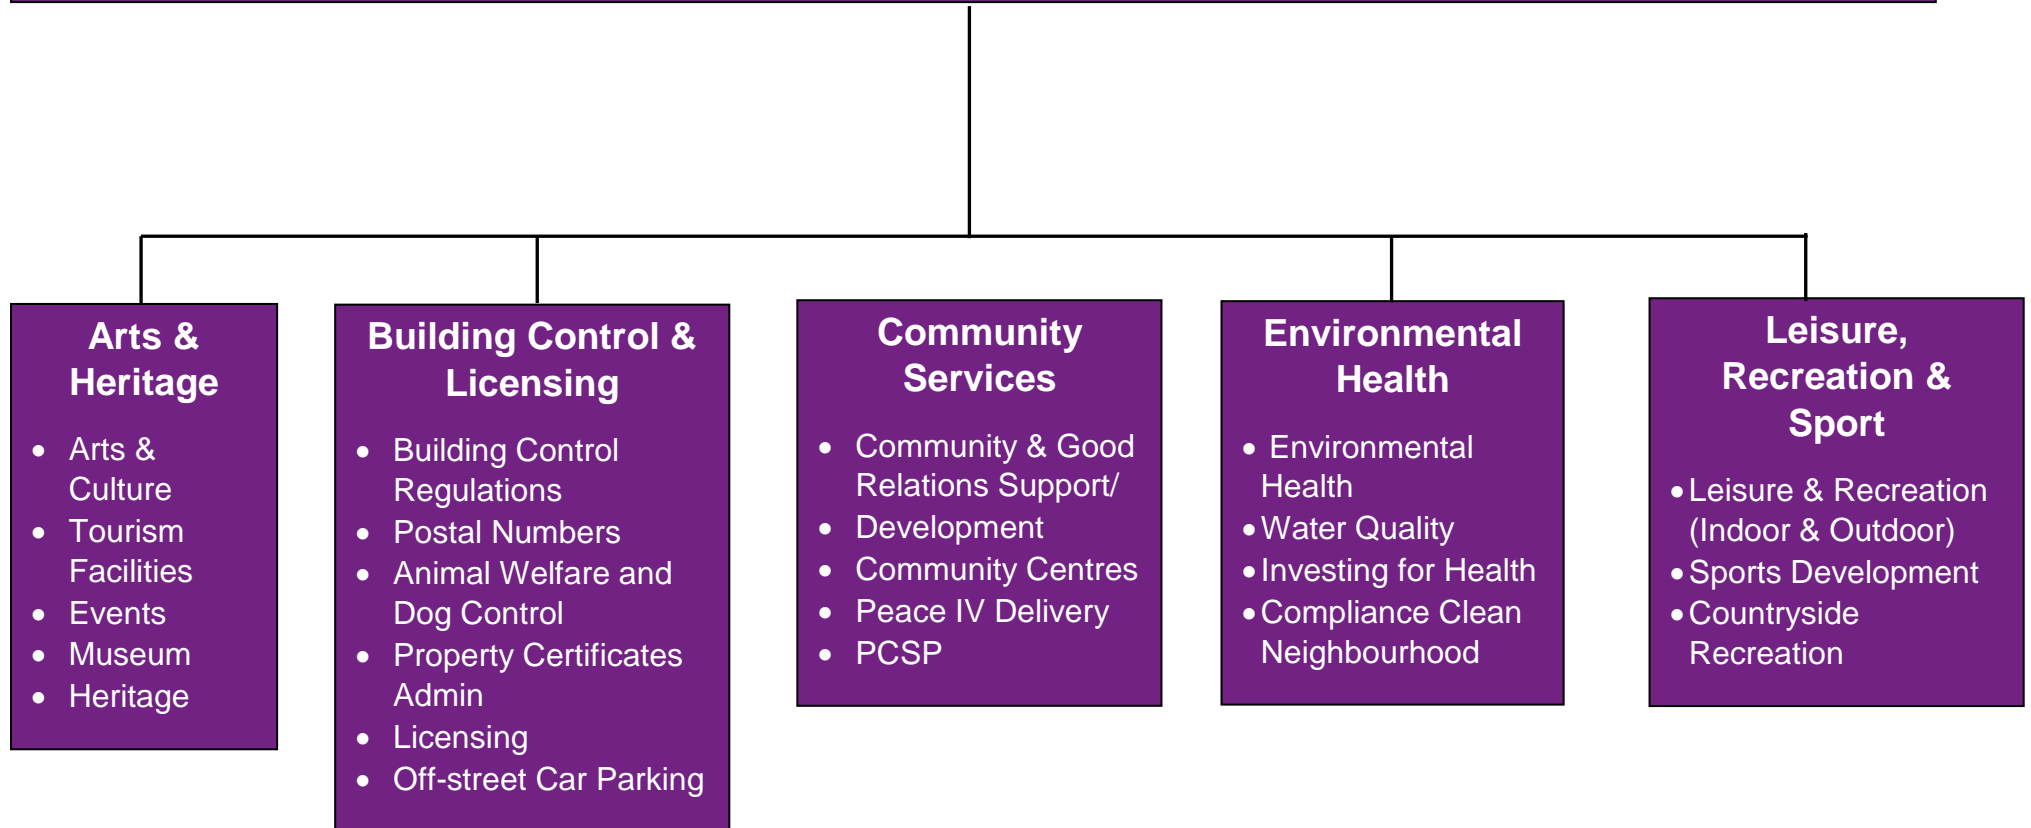 Arts &
Heritage
• Arts &
Culture
• Tourism
Facilities
• Events
• Museum
• Heritage
Building Control &
Licensing
• Building Control
Regulations
• Postal Numbers
• Animal Welfare and
Dog Control
• Property Certificates
Admin
• Licensing
• Off-street Car Parking
Community
Services
• Community & Good
Relations Support/
• Development
• Community Centres
• Peace IV Delivery
• PCSP
Environmental
Health
• Environmental
Health
• Water Quality
• Investing for Health
• Compliance Clean
Neighbourhood
Leisure,
Recreation &
Sport
• Leisure & Recreation
(Indoor & Outdoor)
• Sports Development
• Countryside
Recreation